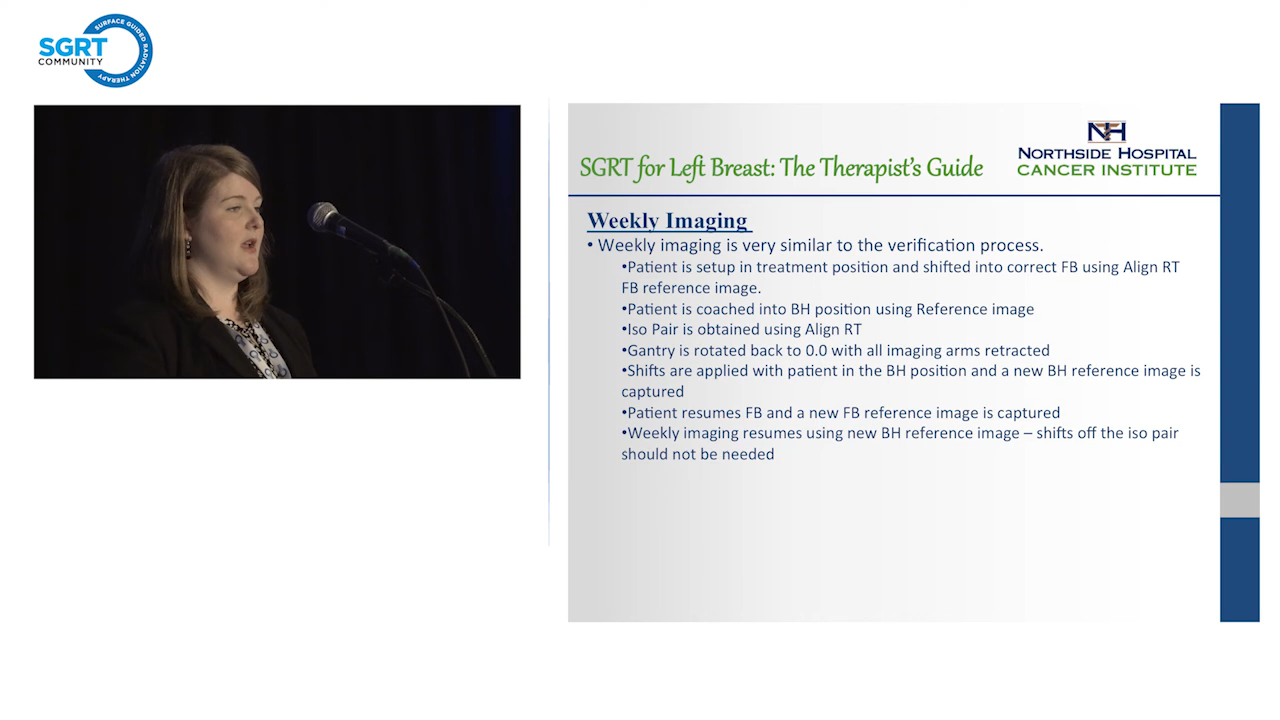 SGRT
COMMUNITY
SURFACE GUIDED RADIATION THERAPY
NH
NORTHSIDE HOSPITAL
CANCER INSTITUTE
SGRT for Left Breast: The Therapist's Guide
Weekly Imaging
• Weekly imaging is very similar to the verification process.
•Patient is setup in treatment position and shifted into correct FB using Align RT
FB reference image.
•Patient is coached into BH position using Reference image
•Iso Pair is obtained using Align RT
•Gantry is rotated back to 0.0 with all imaging arms retracted
•Shifts are applied with patient in the BH position and a new BH reference image is
captured
•Patient resumes FB and a new FB reference image is captured
•Weekly imaging resumes using new BH reference image – shifts off the iso pair
should not be needed